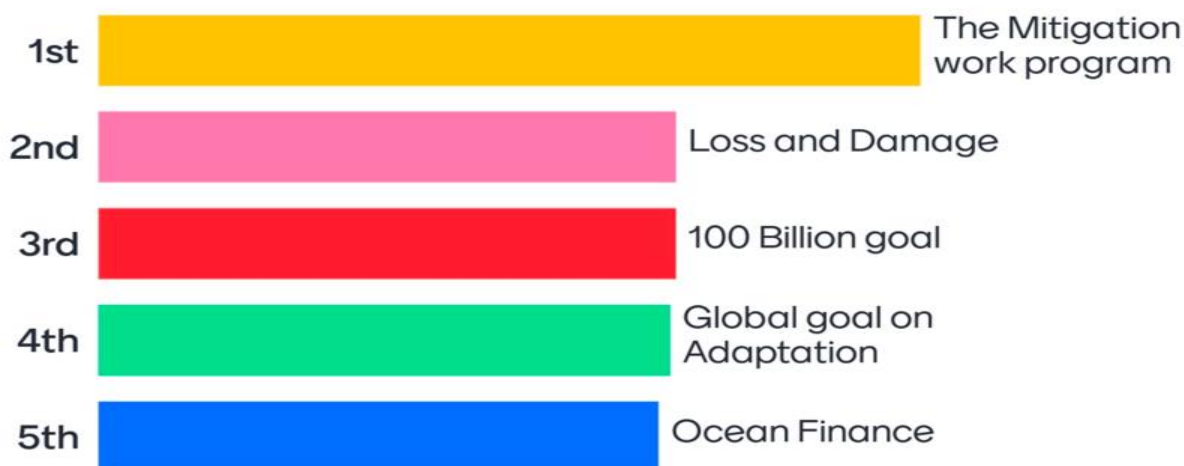 1st
The Mitigation
work program
2nd
Loss and Damage
3rd
100 Billion goal
4th
Global goal on
Adaptation
5th
Ocean Finance